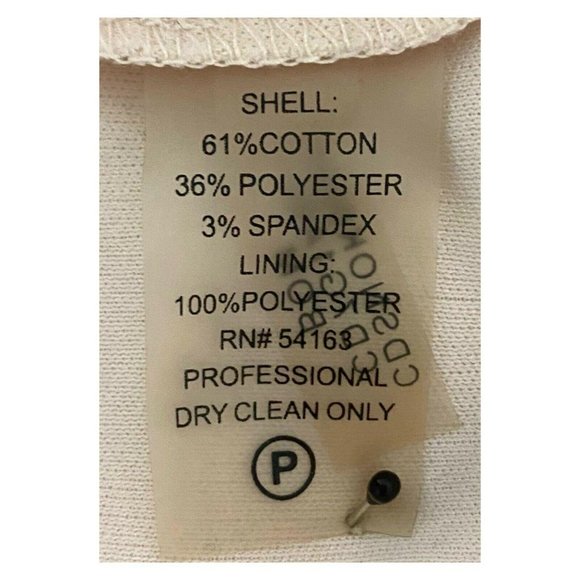 SHELL:
61%COTTON
36% POLYESTER
3% SPANDEX
LINING:
100%POLYESTER
RN# 54163
PROFESSIONAL
DRY CLEAN ONLY
P